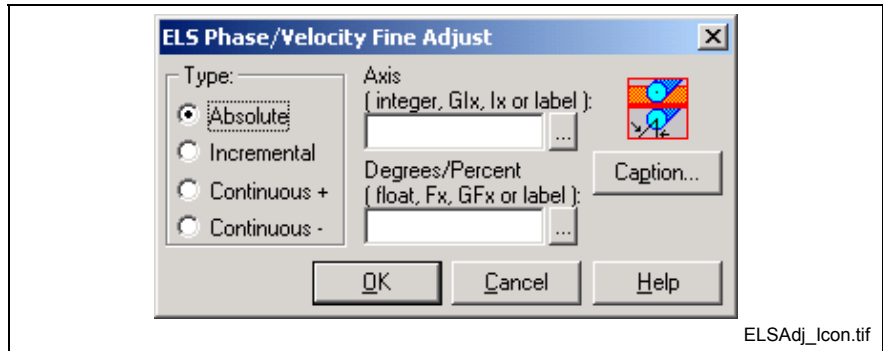 ELS Phase/Velocity Fine Adjust
Type:
Absolute
Incremental
Continuous +
Continuous -
Axis
( integer, GIx, Ix or label ):
...
Degrees/Percent
( float, Fx, GFx or label ):
...
Caption...
OK
Cancel
Help
ELSAdj_Icon.tif